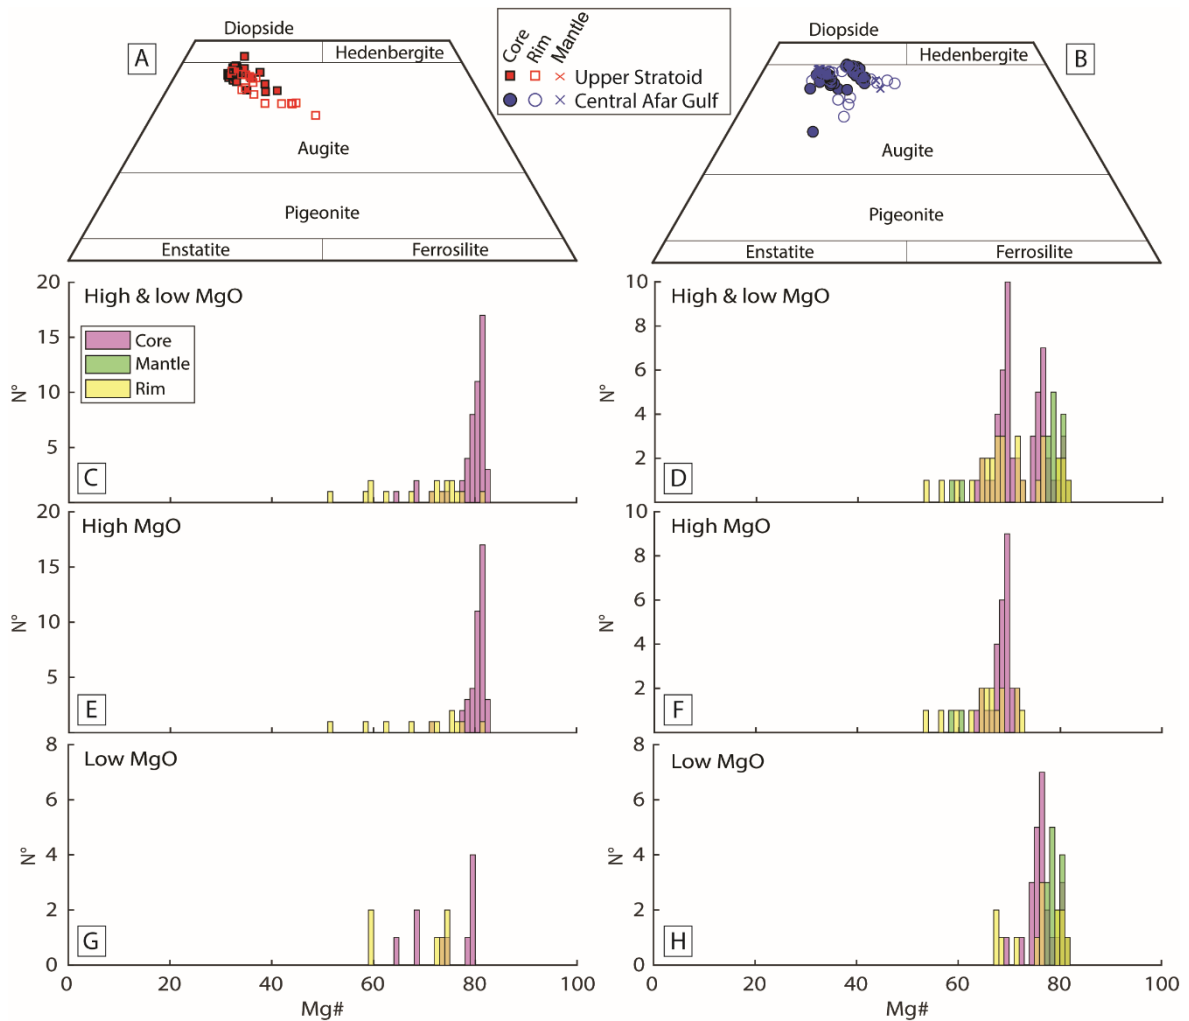 Diopside
Hedenbergite
A
Augite
Pigeonite
Enstatite
Ferrosilite
Core
Rim
Mantle
Upper Stratoid
Central Afar Gulf
Diopside
Hedenbergite
B
Augite
Pigeonite
Enstatite
Ferrosilite
High & low MgO
Core
Mantle
Rim
20
15
10
5
N°
C
High & low MgO
10
8
6
4
2
N°
D
High MgO
20
15
10
5
N°
E
High MgO
10
8
6
4
2
N°
F
Low MgO
8
6
4
2
0
N°
G
0 20 40 60 80 100
Mg#
Low MgO
8
6
4
2
0
N°
H
0 20 40 60 80 100
Mg#